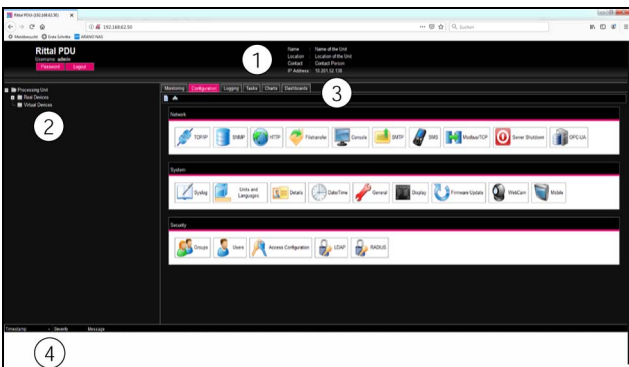 Rittal PDU (192.168.62.50)
192.168.62.50
Suchen
Meistbesucht Erste Schritte ARANO NAS
Rittal PDU
Username: admin
Password Logout
Name : Name of the Unit
Location : Location of the Unit
Contact : Contact Person
IP Address : 10.201.52.138
1
Processing Unit
Real Devices
Virtual Devices
2
Monitoring Configuration Logging Tasks Charts Dashboards
3
Network
TCP/IP SNMP HTTP Filetransfer Console SMTP SMS Modbus/TCP Server Shutdown OPC-UA
System
Syslog Units and Languages Details Date/Time General Display Firmware Update WebCam Mobile
Security
Groups Users Access Configuration LDAP RADIUS
Timestamp Severity Message
4